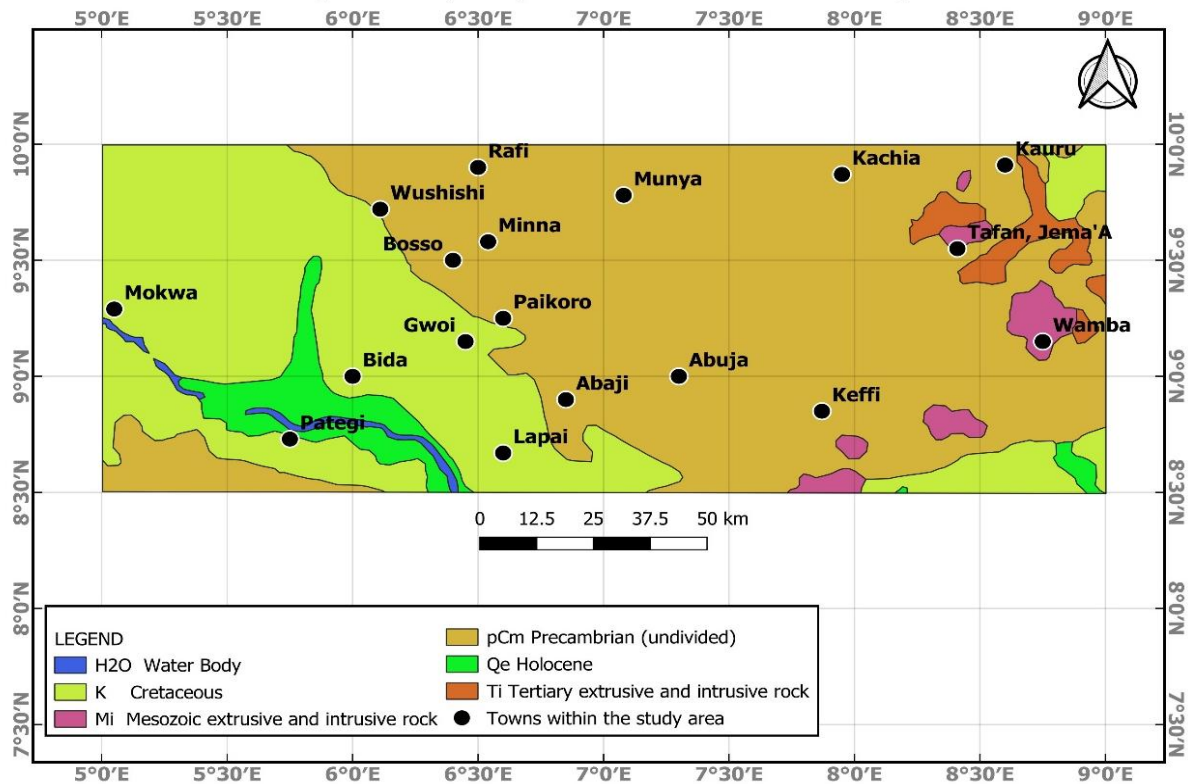 5°0'E 5°30'E 6°0'E 6°30'E 7°0'E 7°30'E 8°0'E 8°30'E 9°0'E
10°0'N
9°30'N
9°0'N
8°30'N
8°0'N
7°30'N
10°0'N
9°30'N
9°0'N
8°30'N
8°0'N
7°30'N
Kauru
Rafi
Kachia
Munya
Wushishi
Minna
Tafan, Jema'A
Bosso
Mokwa
Paikoro
Gwoi
Wamba
Bida
Abuja
Abaji
Keffi
Pategi
Lapai
0 12.5 25 37.5 50 km
LEGEND
H2O Water Body
K Cretaceous
Mi Mesozoic extrusive and intrusive rock
pCm Precambrian (undivided)
Qe Holocene
Ti Tertiary extrusive and intrusive rock
Towns within the study area
5°0'E 5°30'E 6°0'E 6°30'E 7°0'E 7°30'E 8°0'E 8°30'E 9°0'E